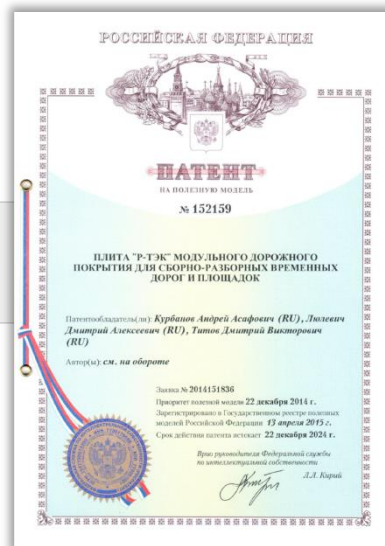 РОССИЙСКАЯ ФЕДЕРАЦИЯ
ПАТЕНТ
НА ПОЛЕЗНУЮ МОДЕЛЬ
№ 152159
ПЛИТА "Р-ТЭК" МОДУЛЬНОГО ДОРОЖНОГО
ПОКРЫТИЯ ДЛЯ СБОРНО-РАЗБОРНЫХ ВРЕМЕННЫХ
ДОРОГ И ПЛОЩАДОК
Патентообладатель(ли): Курбанов Андрей Асафович (RU), Люлевич
Дмитрий Алексеевич (RU), Титов Дмитрий Викторович
(RU)
Автор(ы): см. на обороте
Заявка № 2014151836
Приоритет полезной модели 22 декабря 2014 г.
Зарегистрировано в Государственном реестре полезных
моделей Российской Федерации 13 апреля 2015 г.
Срок действия патента истекает 22 декабря 2024 г.
Врио руководителя Федеральной службы
по интеллектуальной собственности
Л.Л. Кирий